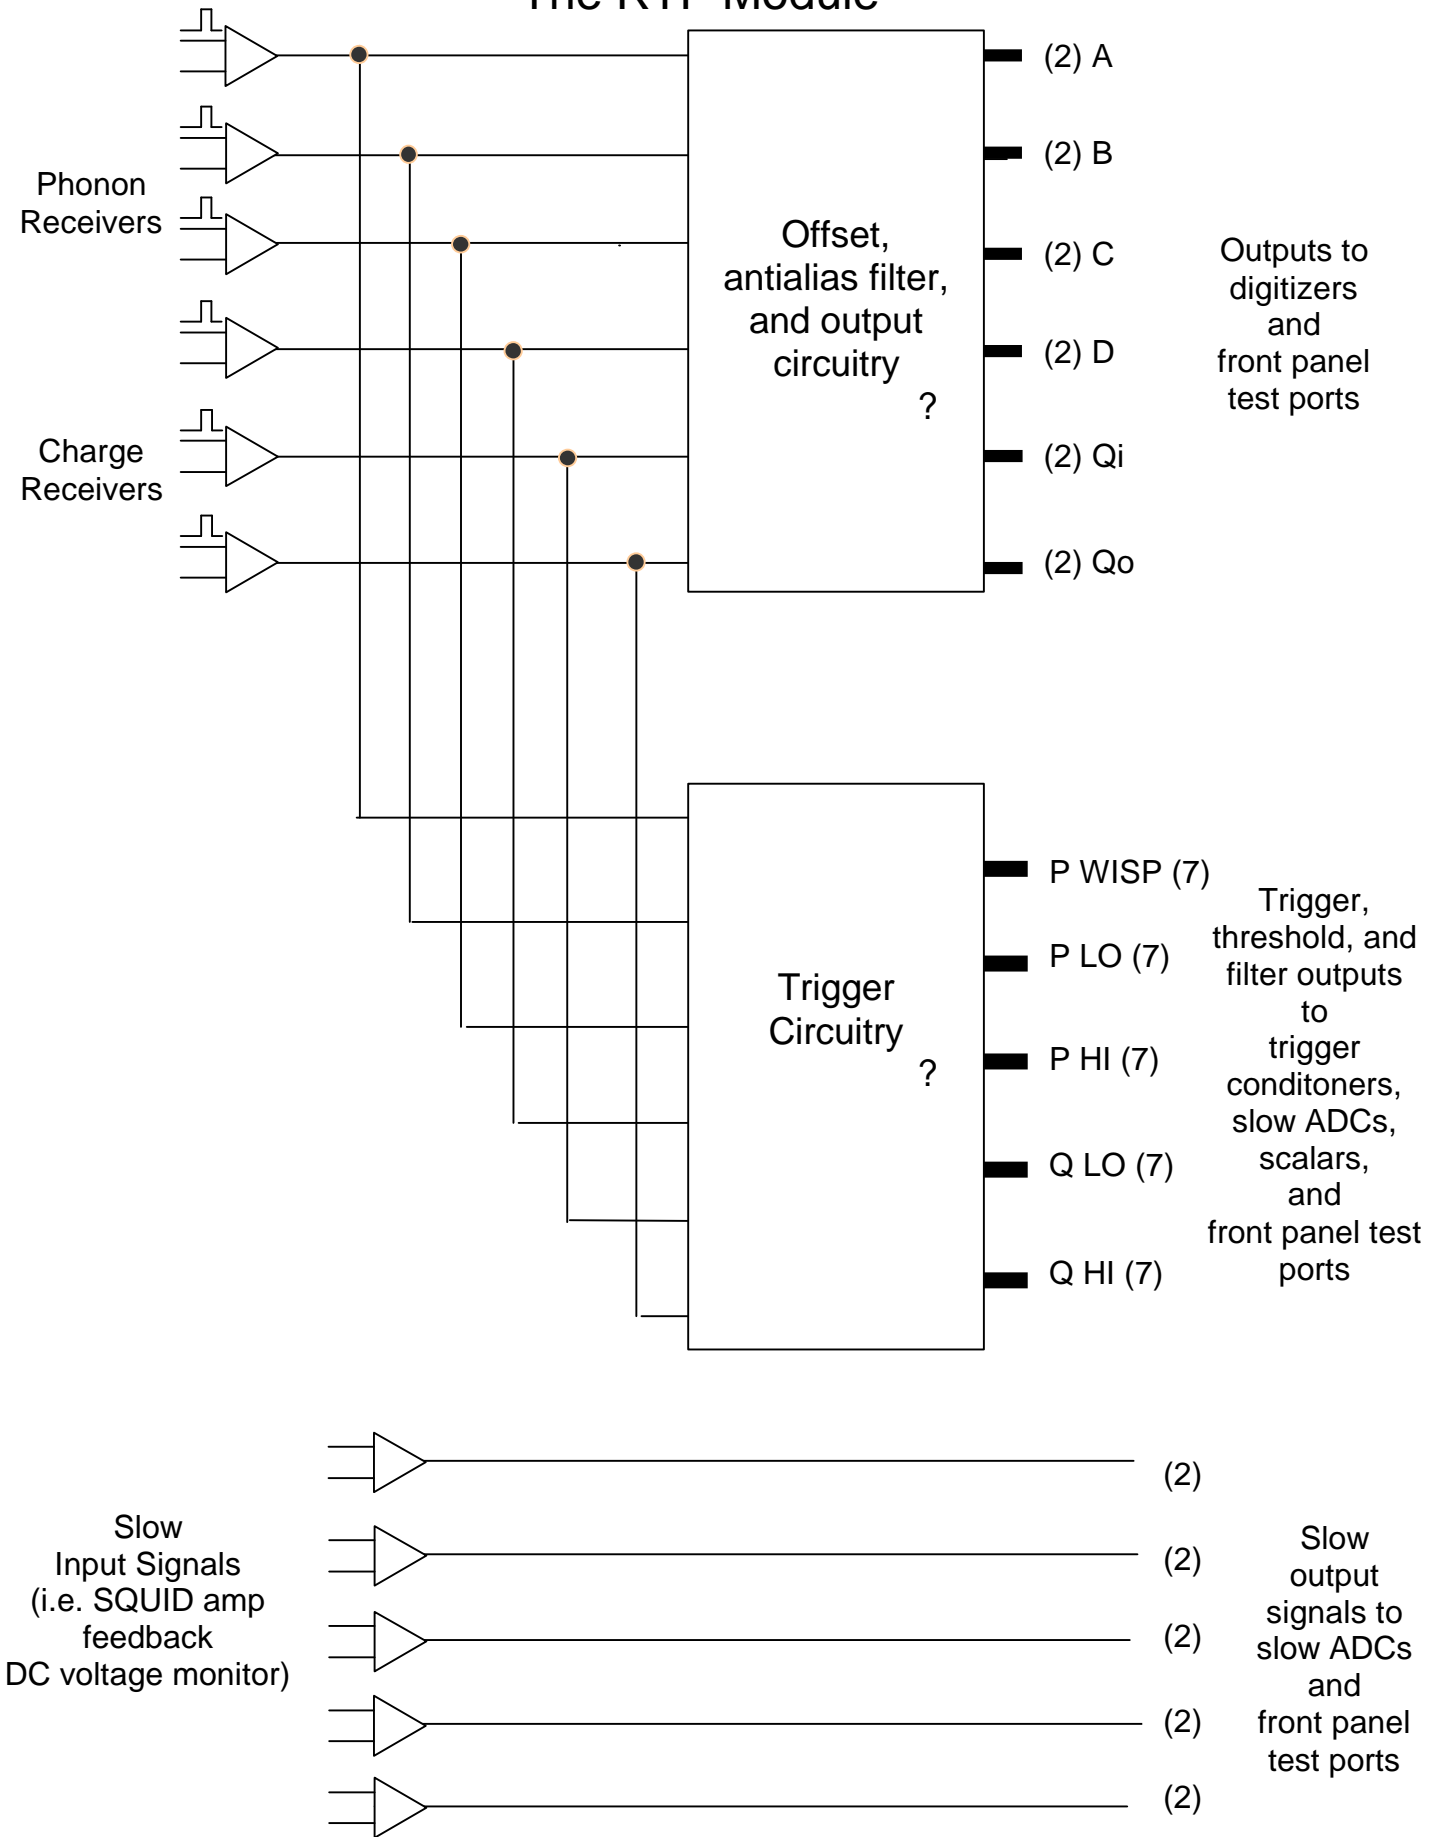 The RTF Module
Phonon
Receivers
Charge
Receivers
Offset,
antialias filter,
and output
circuitry
?
(2) A
(2) B
(2) C
(2) D
(2) Qi
(2) Qo
Outputs to
digitizers
and
front panel
test ports
Trigger
Circuitry
?
P WISP (7)
P LO (7)
P HI (7)
Q LO (7)
Q HI (7)
Trigger,
threshold, and
filter outputs
to
trigger
conditoners,
slow ADCs,
scalars,
and
front panel test
ports
Slow
Input Signals
(i.e. SQUID amp
feedback
DC voltage monitor)
(2)
(2)
(2)
(2)
(2)
Slow
output
signals to
slow ADCs
and
front panel
test ports